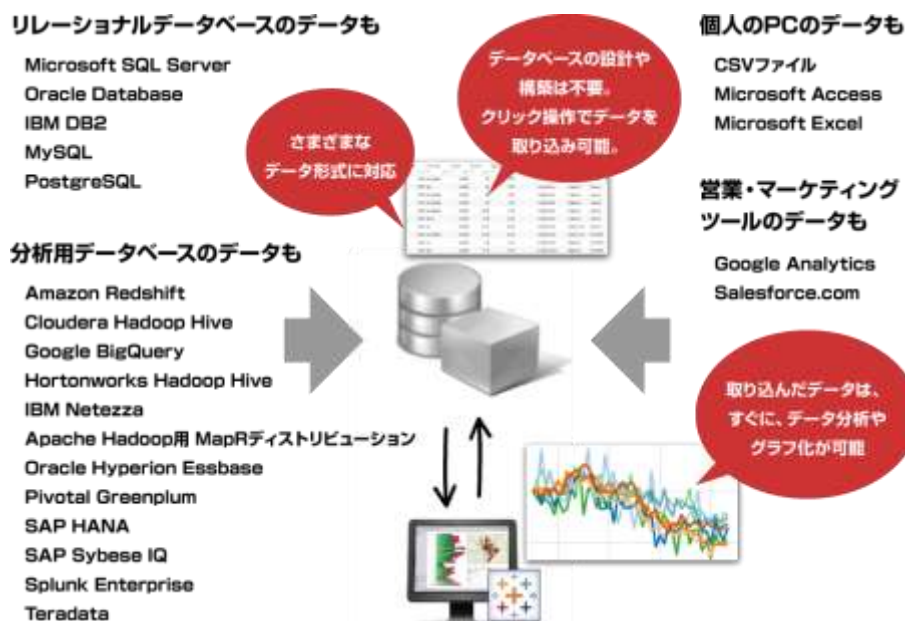 リレーショナルデータベースのデータも
Microsoft SQL Server
Oracle Database
IBM DB2
MySQL
PostgreSQL
分析用データベースのデータも
Amazon Redshift
Cloudera Hadoop Hive
Google BigQuery
Hortonworks Hadoop Hive
IBM Netezza
Apache Hadoop用 MapRディストリビューション
Oracle Hyperion Essbase
Pivotal Greenplum
SAP HANA
SAP Sybese IQ
Splunk Enterprise
Teradata
さまざまな
データ形式に対応
データベースの設計や
構築は不要。
クリック操作でデータを
取り込み可能。
個人のPCのデータも
CSVファイル
Microsoft Access
Microsoft Excel
営業・マーケティング
ツールのデータも
Google Analytics
Salesforce.com
取り込んだデータは、
すぐに、データ分析や
グラフ化が可能